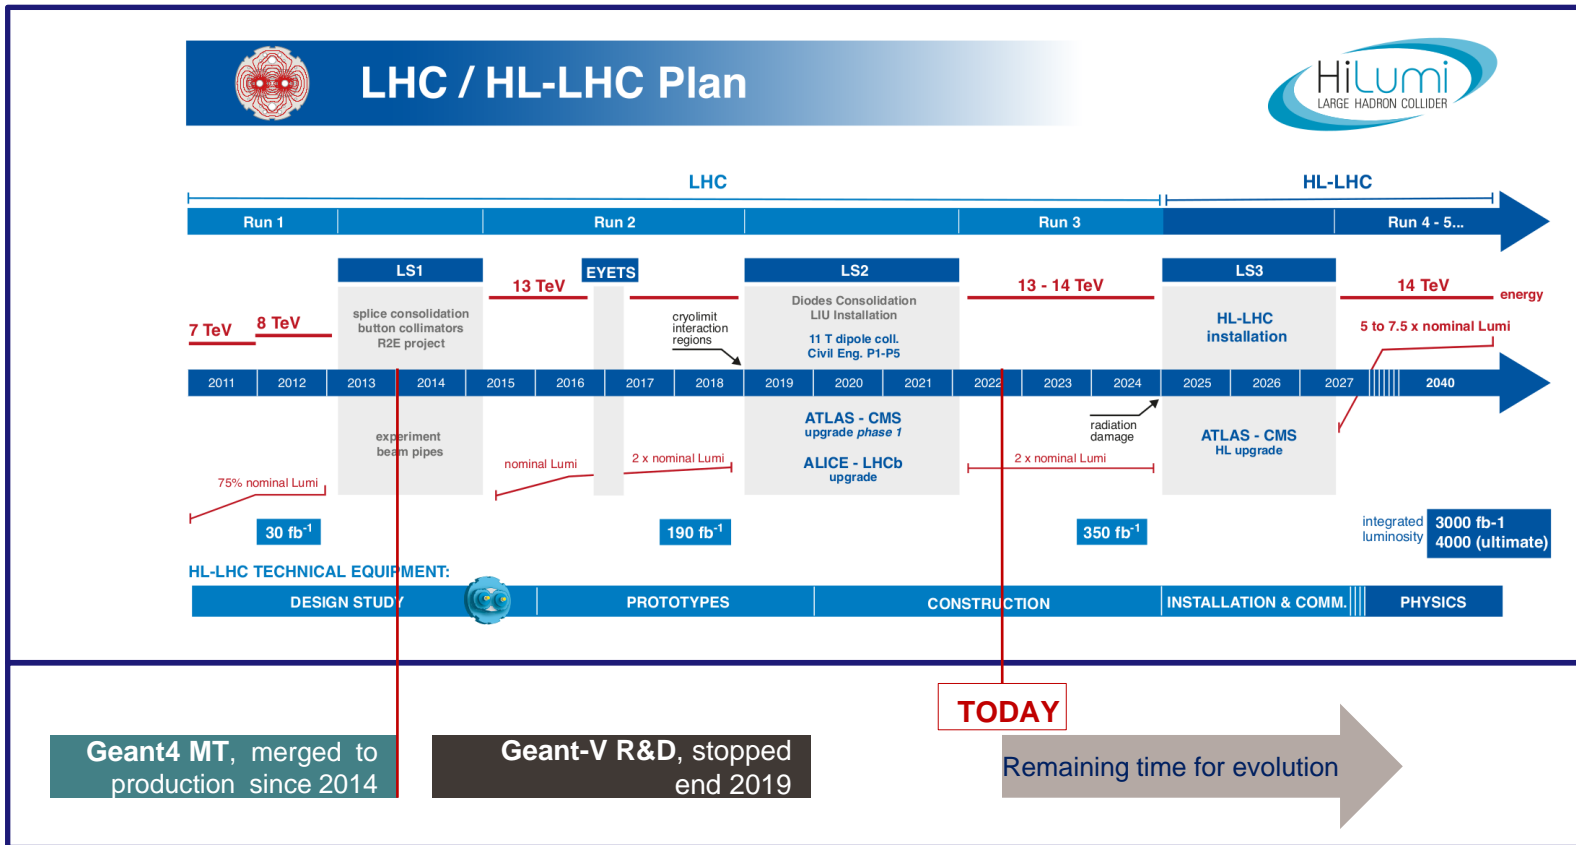 LHC / HL-LHC Plan
HiLumi
LARGE HADRON COLLIDER
LHC
HL-LHC
Run 1
Run 2
Run 3
Run 4 - 5...
LS1
EYETS
LS2
LS3
13 TeV
13 - 14 TeV
14 TeV
energy
7 TeV
8 TeV
splice consolidation
button collimators
R2E project
cryolimit
interaction
regions
Diodes Consolidation
LIU Installation
11 T dipole coll.
Civil Eng. P1-P5
HL-LHC
installation
5 to 7.5 x nominal Lumi
2011
2012
2013
2014
2015
2016
2017
2018
2019
2020
2021
2022
2023
2024
2025
2026
2027
2040
experiment
beam pipes
ATLAS - CMS
upgrade phase 1
ALICE - LHCb
upgrade
radiation
damage
ATLAS - CMS
HL upgrade
75% nominal Lumi
nominal Lumi
2 x nominal Lumi
2 x nominal Lumi
30 fb-1
190 fb-1
350 fb-1
integrated
luminosity
3000 fb-1
4000 (ultimate)
HL-LHC TECHNICAL EQUIPMENT:
DESIGN STUDY
PROTOTYPES
CONSTRUCTION
INSTALLATION & COMM.
PHYSICS
TODAY
Geant4 MT, merged to
production since 2014
Geant-V R&D, stopped
end 2019
Remaining time for evolution